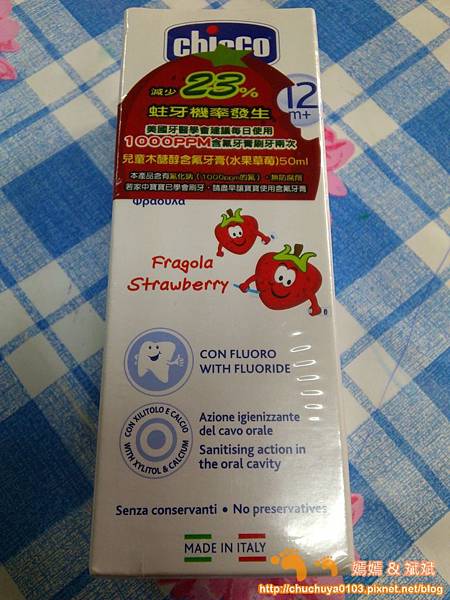 chicco
減少23%
12
m+
蛀牙機率發生
美國牙醫學會建議每日使用
1000PPM含氟牙膏刷牙兩次
兒童木醣醇含氟牙膏(水果草莓)50ml
本產品含有氟化鈉(1000ppm的氟),無防腐劑
若家中寶寶已學會刷牙,請盡早讓寶寶使用含氟牙膏
φράουλα
Fragola
Strawberry
CON FLUORO
WITH FLUORIDE
CON XILITOLO E CALCIO
WITH XYLITOL & CALCIUM
Azione igienizzante
del cavo orale
Sanitising action in
the oral cavity
Senza conservanti • No preservatives
MADE IN ITALY
嫣嫣 & 斌斌
http://chuchuya0103.pixnet.net/blog